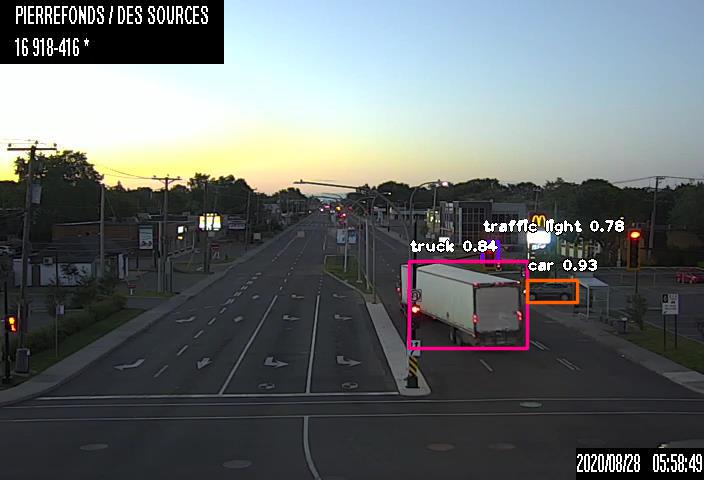 PIERREFONDS / DES SOURCES
16 918-416 *
traffic light 0.78
truck 0.84
car 0.93
2020/08/28 05:58:49